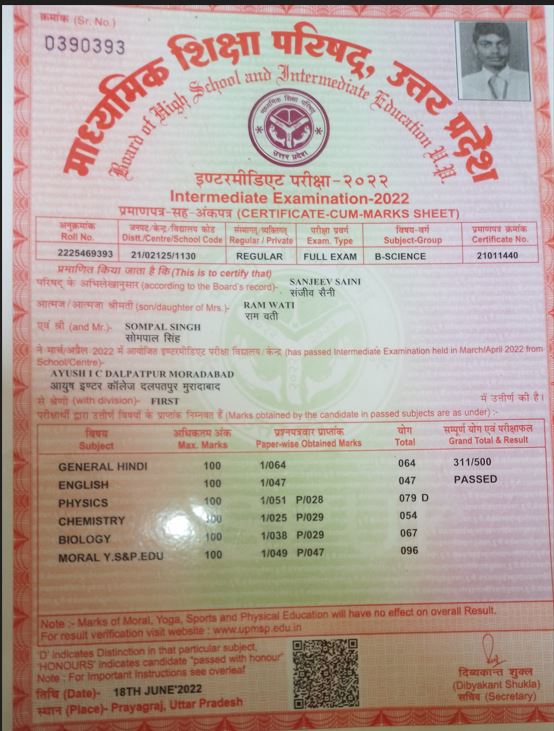 क्रमांक (Sr. No.)
0390393
माध्यमिक शिक्षा परिषद्, उत्तर प्रदेश
Board of High School and Intermediate Education U.P.
माध्यमिक शिक्षा परिषद्
उत्तर प्रदेश
इण्टरमीडिएट परीक्षा-२०२२
Intermediate Examination-2022
प्रमाणपत्र-सह-अंकपत्र (CERTIFICATE-CUM-MARKS SHEET)
अनुक्रमांक जनपद/केन्द्र/विद्यालय कोड संस्थागत/व्यक्तिगत परीक्षा प्रवर्ग विषय-वर्ग प्रमाणपत्र क्रमांक
Roll No. Distt./Centre/School Code Regular / Private Exam. Type Subject-Group Certificate No.
2225469393 21/02125/1130 REGULAR FULL EXAM B-SCIENCE 21011440
प्रमाणित किया जाता है कि (This is to certify that)
परिषद् के अभिलेखानुसार (according to the Board's record)- SANJEEV SAINI
संजीव सैनी
आत्मज/आत्मजा श्रीमती (son/daughter of Mrs.)- RAM WATI
राम वती
एवं श्री (and Mr.)- SOMPAL SINGH
सोमपाल सिंह
ने मार्च/अप्रैल 2022 में आयोजित इण्टरमीडिएट परीक्षा विद्यालय/केन्द्र (has passed Intermediate Examination held in March/April 2022 from
School/Centre)-
AYUSH I C DALPATPUR MORADABAD
आयुष इण्टर कॉलेज दलपतपुर मुरादाबाद
से श्रेणी (with division)- FIRST में उत्तीर्ण की है।
परीक्षार्थी द्वारा उत्तीर्ण विषयों के प्राप्तांक निम्नवत हैं (Marks obtained by the candidate in passed subjects are as under) :-
विषय अधिकतम अंक प्रश्नपत्रवार प्राप्तांक योग सम्पूर्ण योग एवं परीक्षाफल
Subject Max. Marks Paper-wise Obtained Marks Total Grand Total & Result
GENERAL HINDI 100 1/064 064 311/500
ENGLISH 100 1/047 047 PASSED
PHYSICS 100 1/051 P/028 079 D
CHEMISTRY 100 1/025 P/029 054
BIOLOGY 100 1/038 P/029 067
MORAL Y.S&P.EDU 100 1/049 P/047 096
Note :- Marks of Moral, Yoga, Sports and Physical Education will have no effect on overall Result.
For result verification visit website : www.upmsp.edu.in
'D' indicates Distinction in that particular subject,
'HONOURS' indicates candidate "passed with honour"
Note : For Important Instructions see overleaf
तिथि (Date)- 18TH JUNE'2022
स्थान (Place)- Prayagraj, Uttar Pradesh
दिव्यकान्त शुक्ल
(Dibyakant Shukla)
सचिव (Secretary)